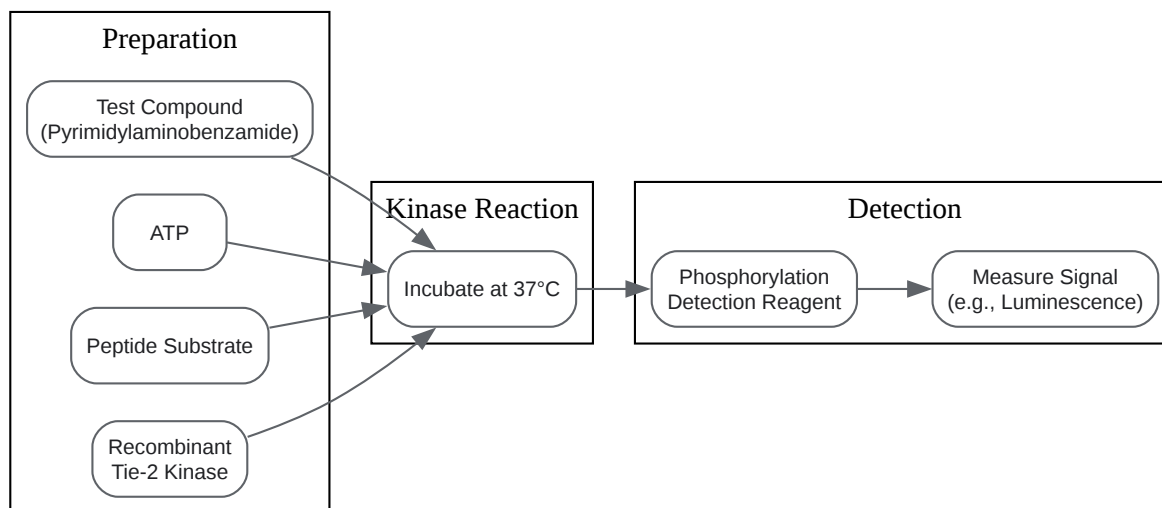 Preparation
Test Compound
(Pyrimidylaminobenzamide)
ATP
Peptide Substrate
Recombinant
Tie-2 Kinase
Kinase Reaction
Incubate at 37°C
Detection
Phosphorylation
Detection Reagent
Measure Signal
(e.g., Luminescence)